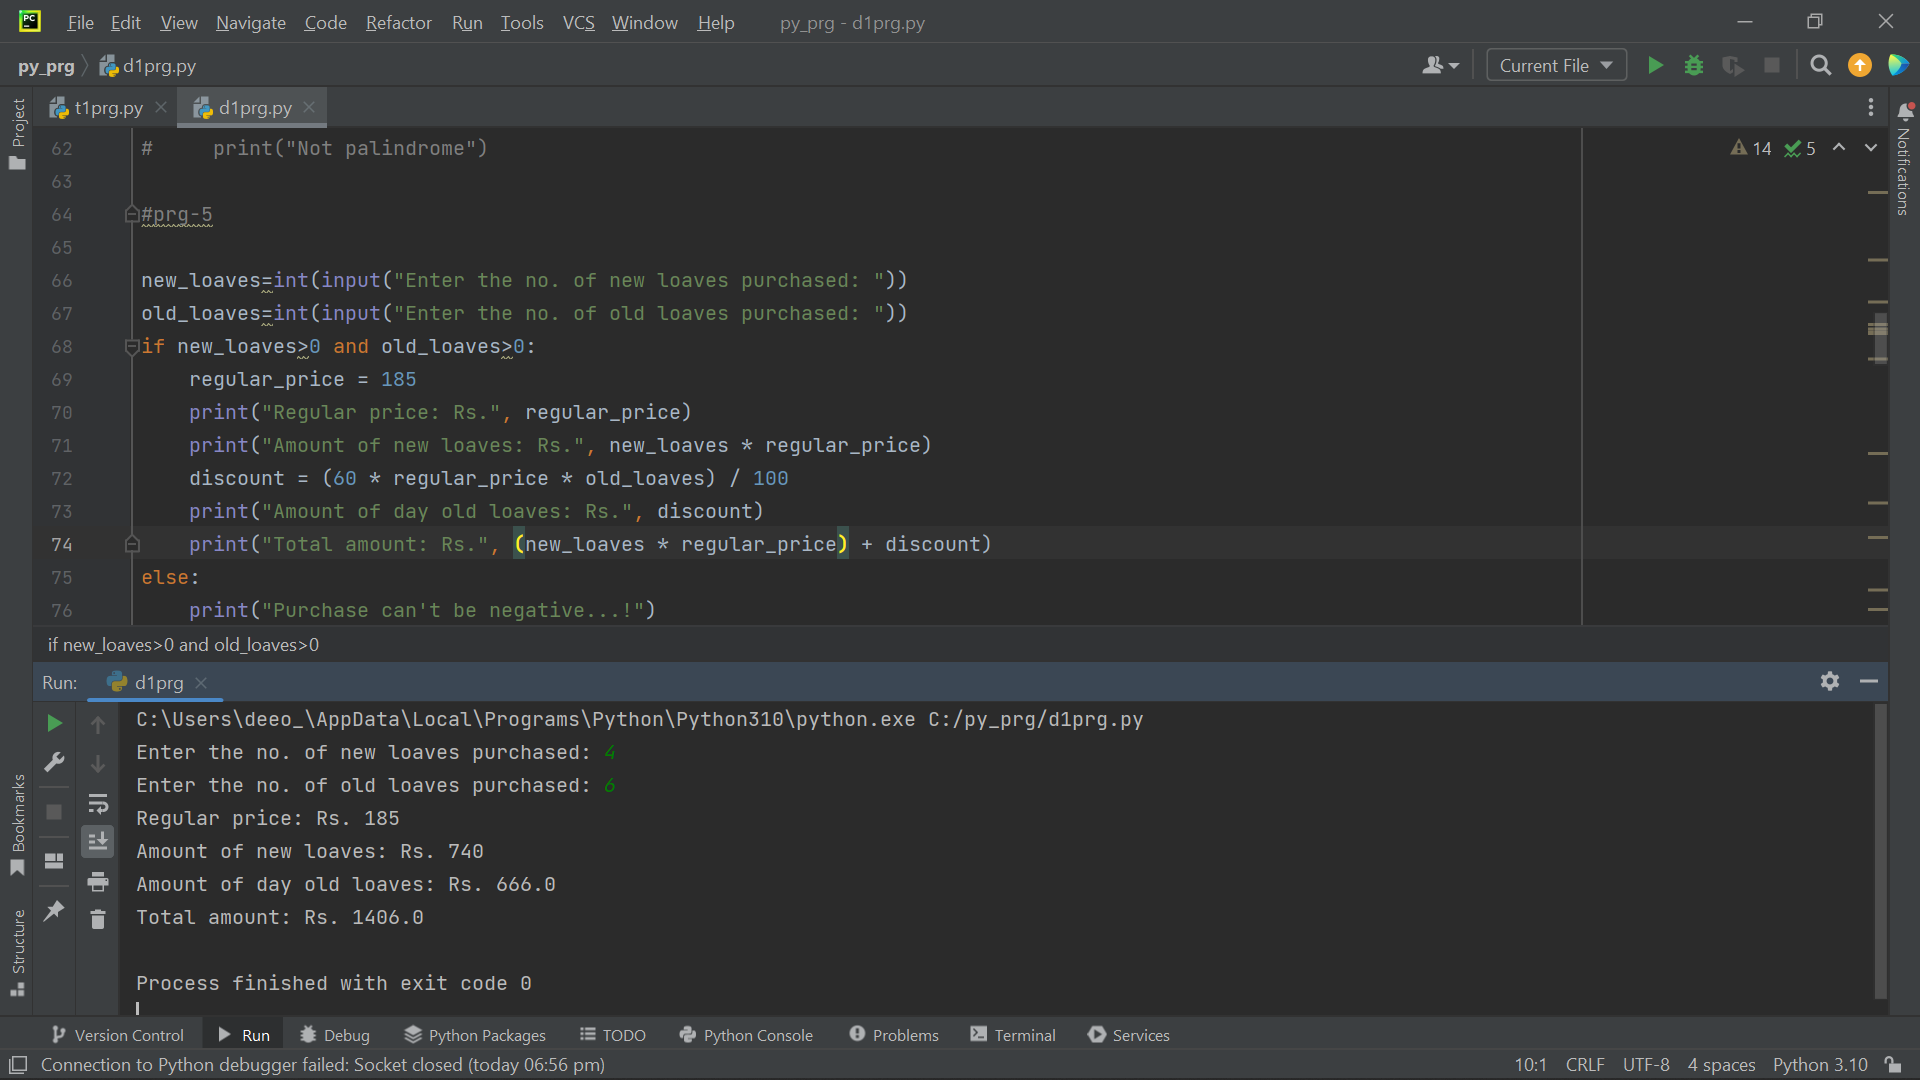 PC File Edit View Navigate Code Refactor Run Tools VCS Window Help py_prg - d1prg.py
py_prg d1prg.py Current File
Project t1prg.py d1prg.py
Notifications
14 5
62 #     print("Not palindrome")
63
64 #prg-5
65
66 new_loaves=int(input("Enter the no. of new loaves purchased: "))
67 old_loaves=int(input("Enter the no. of old loaves purchased: "))
68 if new_loaves>0 and old_loaves>0:
69     regular_price = 185
70     print("Regular price: Rs.", regular_price)
71     print("Amount of new loaves: Rs.", new_loaves * regular_price)
72     discount = (60 * regular_price * old_loaves) / 100
73     print("Amount of day old loaves: Rs.", discount)
74     print("Total amount: Rs.", (new_loaves * regular_price) + discount)
75 else:
76     print("Purchase can't be negative...!")
if new_loaves>0 and old_loaves>0
Run: d1prg
C:\Users\deeo_\AppData\Local\Programs\Python\Python310\python.exe C:/py_prg/d1prg.py
Enter the no. of new loaves purchased: 4
Enter the no. of old loaves purchased: 6
Regular price: Rs. 185
Amount of new loaves: Rs. 740
Amount of day old loaves: Rs. 666.0
Total amount: Rs. 1406.0
Process finished with exit code 0
Bookmarks
Structure
Version Control Run Debug Python Packages TODO Python Console Problems Terminal Services
Connection to Python debugger failed: Socket closed (today 06:56 pm) 10:1 CRLF UTF-8 4 spaces Python 3.10